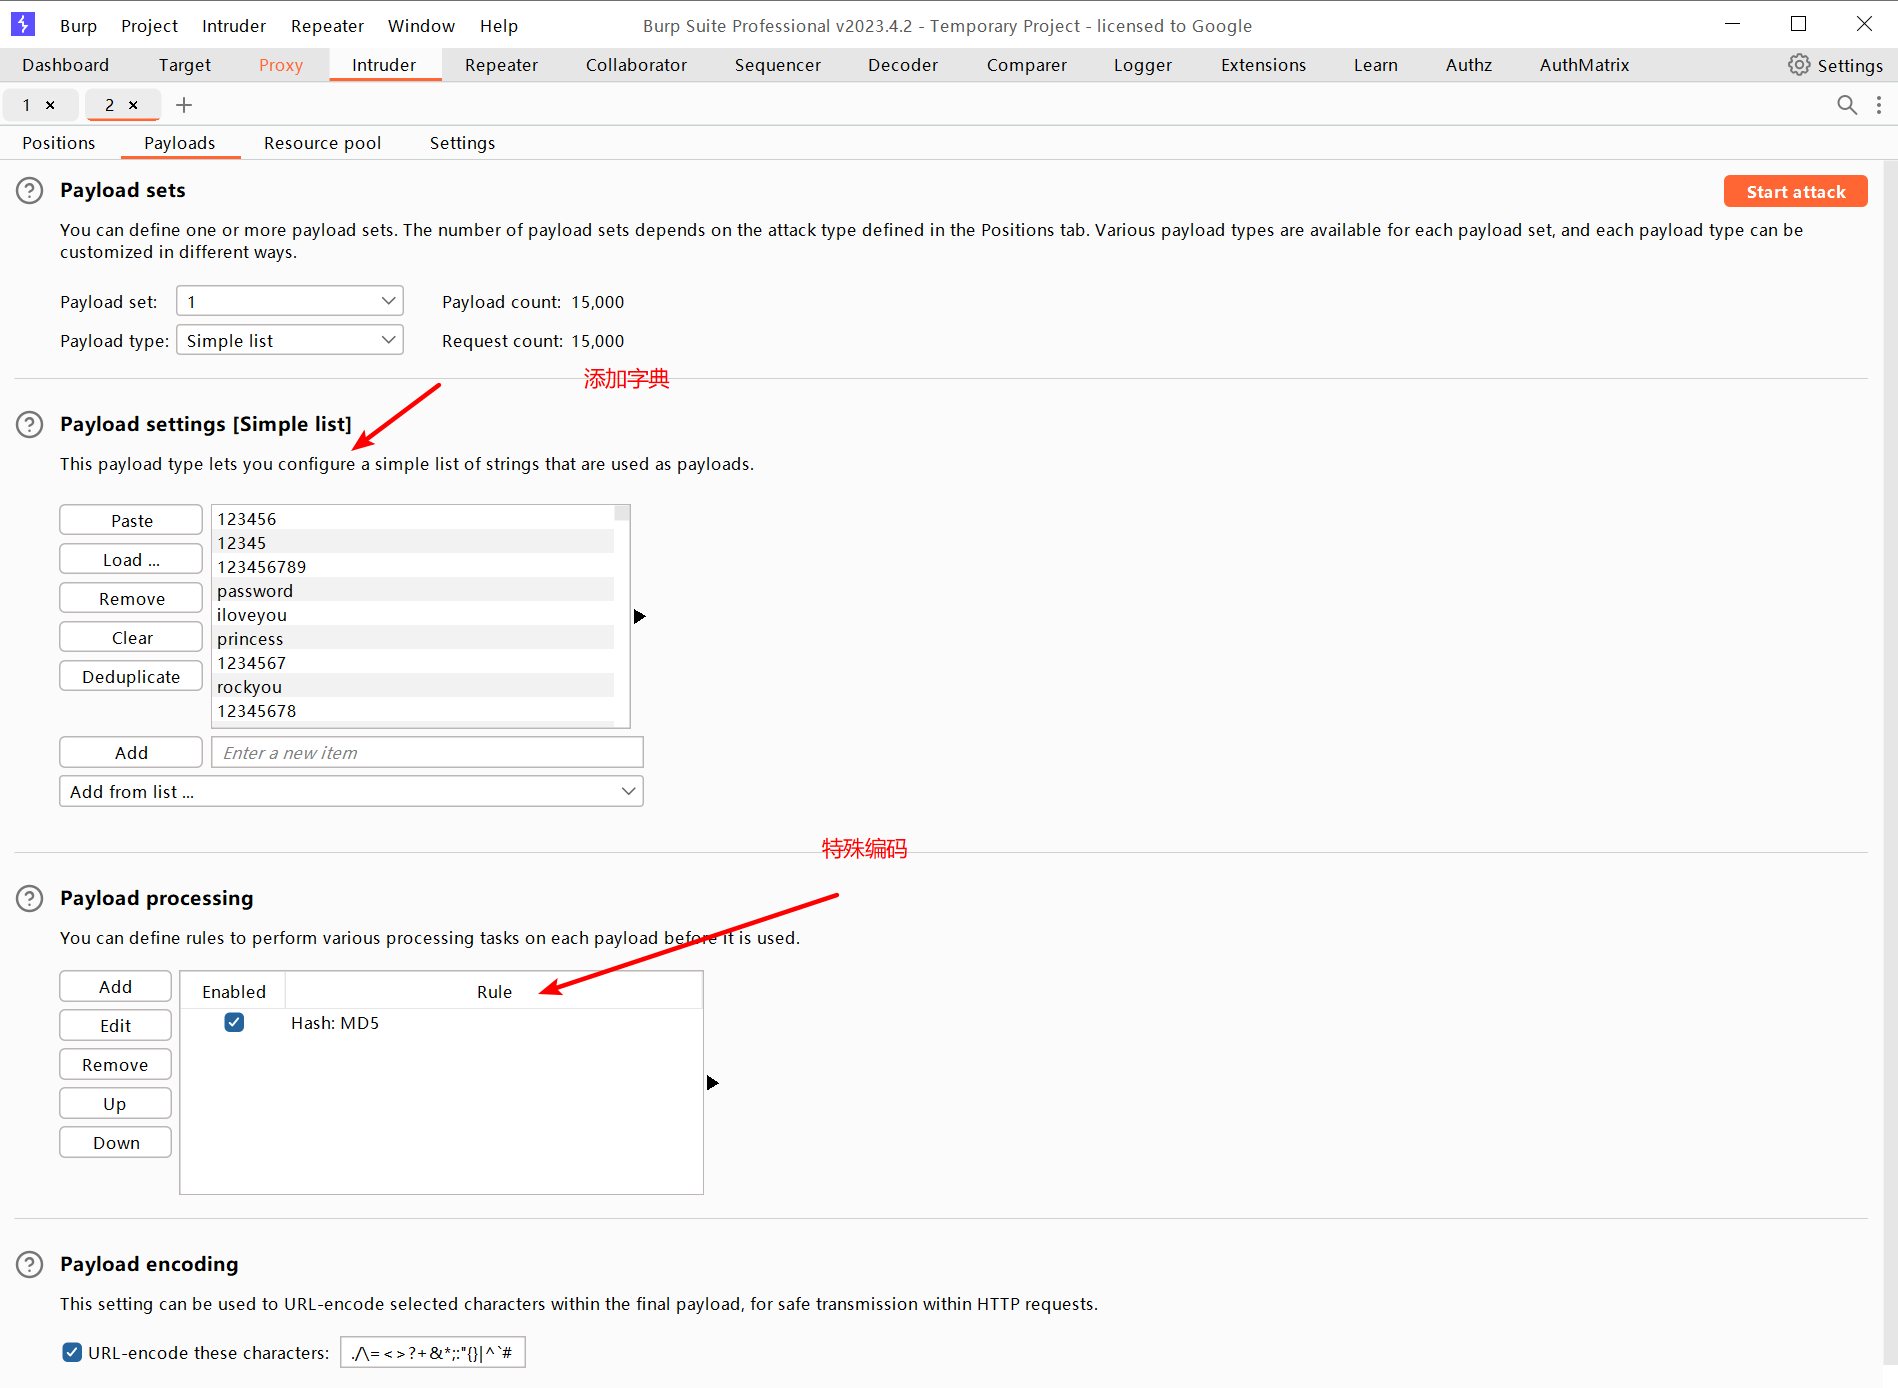 Burp Project Intruder Repeater Window Help Burp Suite Professional v2023.4.2 - Temporary Project - licensed to Google
Dashboard Target Proxy Intruder Repeater Collaborator Sequencer Decoder Comparer Logger Extensions Learn Authz AuthMatrix Settings
1 × 2 × +
Positions Payloads Resource pool Settings
Payload sets
Start attack
You can define one or more payload sets. The number of payload sets depends on the attack type defined in the Positions tab. Various payload types are available for each payload set, and each payload type can be
customized in different ways.
Payload set: 1 Payload count: 15,000
Payload type: Simple list Request count: 15,000
添加字典
Payload settings [Simple list]
This payload type lets you configure a simple list of strings that are used as payloads.
Paste
Load ...
Remove
Clear
Deduplicate
123456
12345
123456789
password
iloveyou
princess
1234567
rockyou
12345678
Add Enter a new item
Add from list ...
特殊编码
Payload processing
You can define rules to perform various processing tasks on each payload before it is used.
Add
Edit
Remove
Up
Down
Enabled Rule
Hash: MD5
Payload encoding
This setting can be used to URL-encode selected characters within the final payload, for safe transmission within HTTP requests.
URL-encode these characters: ./\=<>?+&*;:"{}|^`#